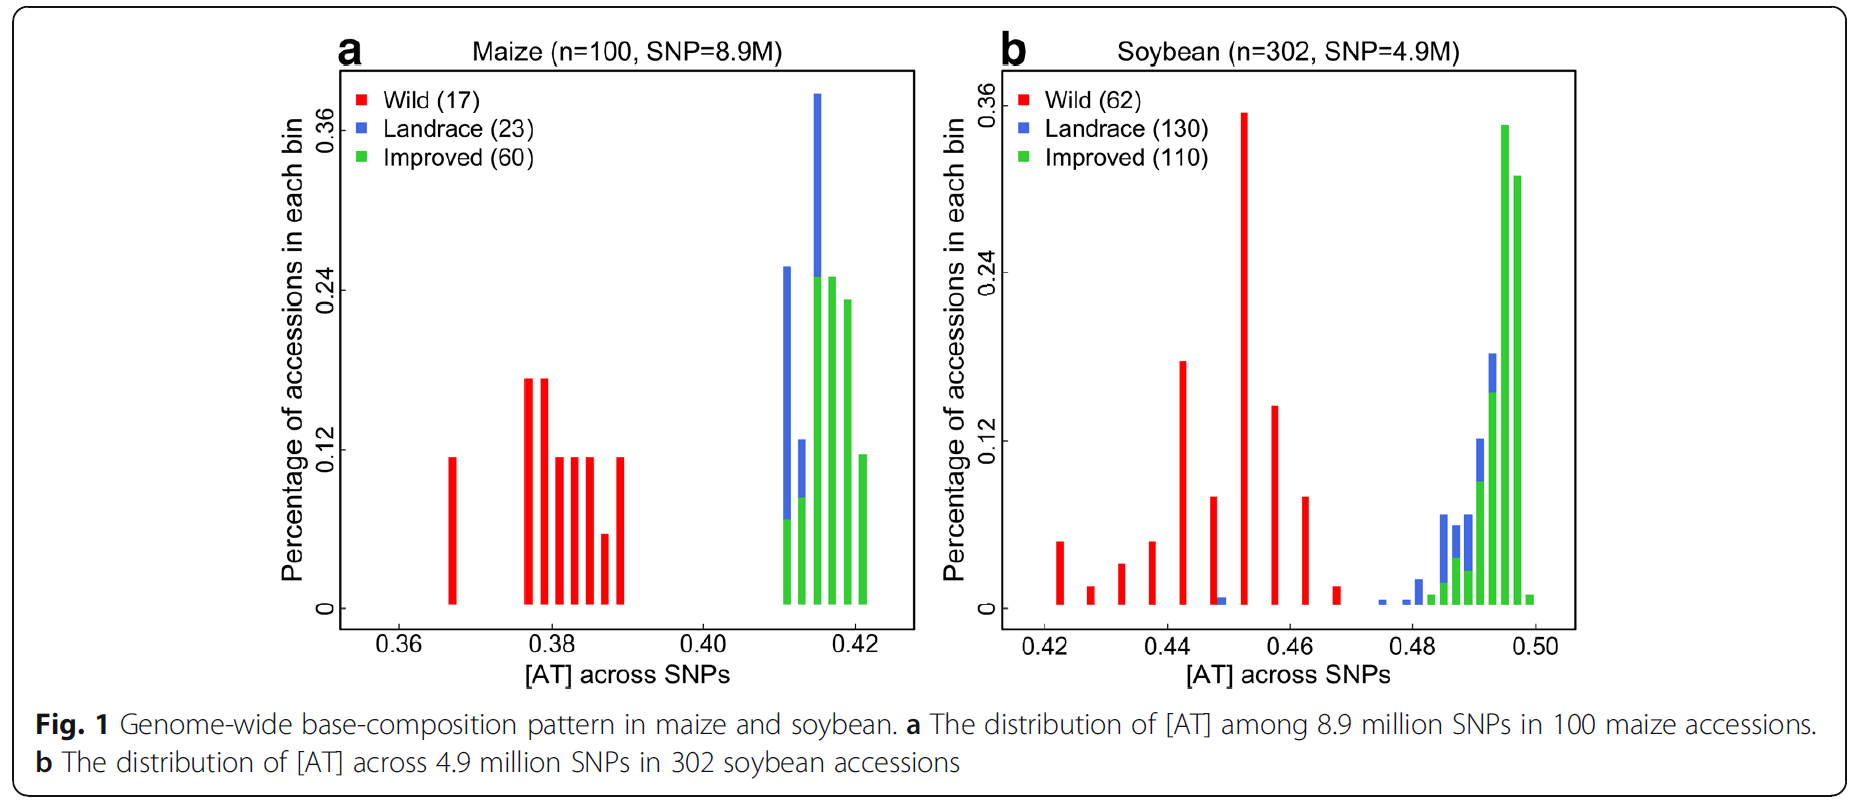 a
Maize (n=100, SNP=8.9M)
Wild (17)
Landrace (23)
Improved (60)
Percentage of accessions in each bin
0.36
0.24
0.12
0
0.36 0.38 0.40 0.42
[AT] across SNPs
b
Soybean (n=302, SNP=4.9M)
Wild (62)
Landrace (130)
Improved (110)
Percentage of accessions in each bin
0.36
0.24
0.12
0
0.42 0.44 0.46 0.48 0.50
[AT] across SNPs
Fig. 1 Genome-wide base-composition pattern in maize and soybean. a The distribution of [AT] among 8.9 million SNPs in 100 maize accessions.
b The distribution of [AT] across 4.9 million SNPs in 302 soybean accessions